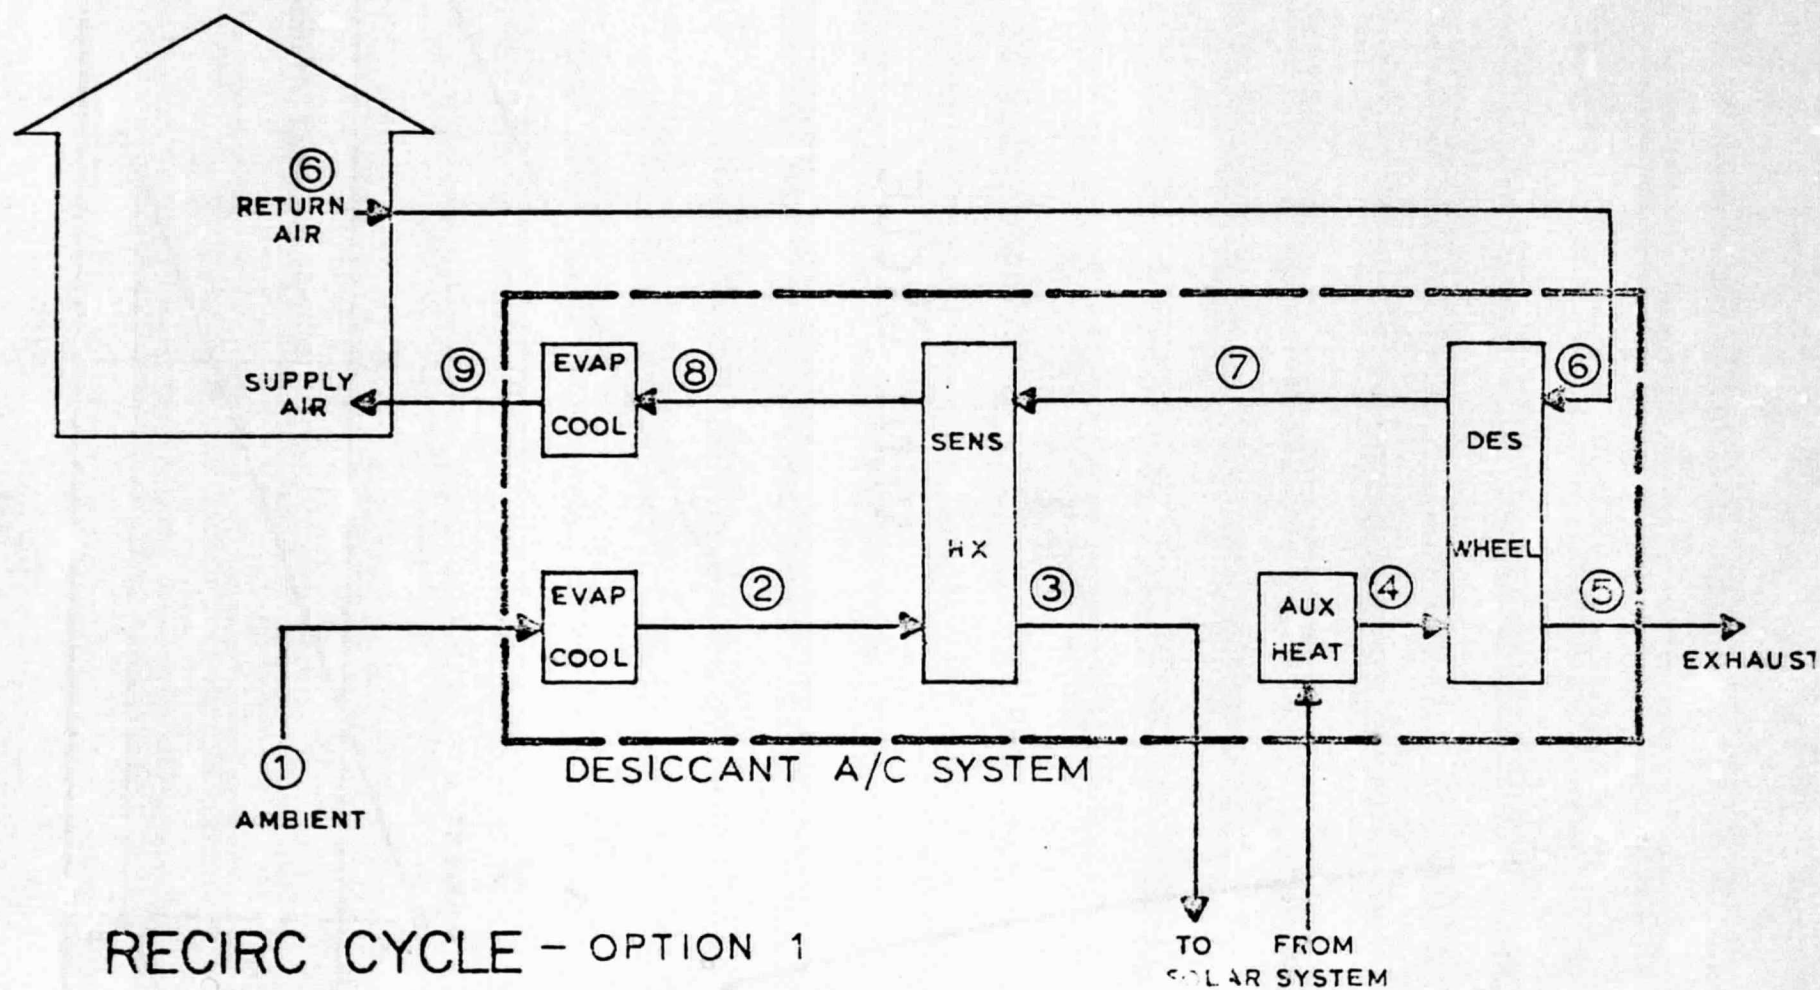 ⑥
RETURN
AIR
SUPPLY
AIR
⑨
EVAP
COOL
⑧
SENS
HX
⑦
DES
WHEEL
⑥
EVAP
COOL
②
③
AUX
HEAT
④
⑤
EXHAUST
①
AMBIENT
DESICCANT A/C SYSTEM
RECIRC CYCLE - OPTION 1
TO FROM
SOLAR SYSTEM